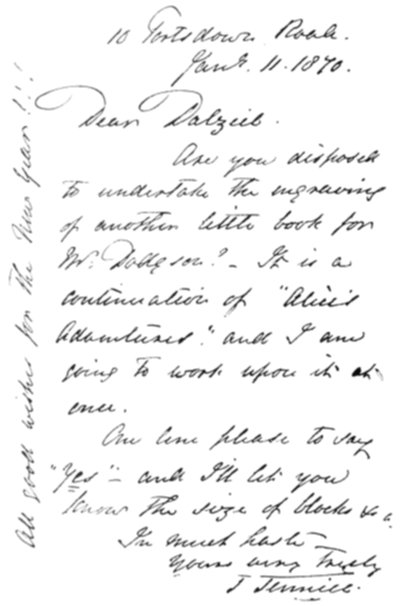 10 Portsdown Road.
Jany. 11. 1870.
Dear Dalziel.
Are you disposed
to undertake the engraving
of another little book for
Mr. Dodgson? - It is a
continuation of "Alice's
Adventures". and I am
going to work upon it at
once.
One line please to say
"Yes" - and I'll let you
know the size of blocks &c.
In much haste
Yours very truly
J Tenniel.
All good wishes for the New Year!!!